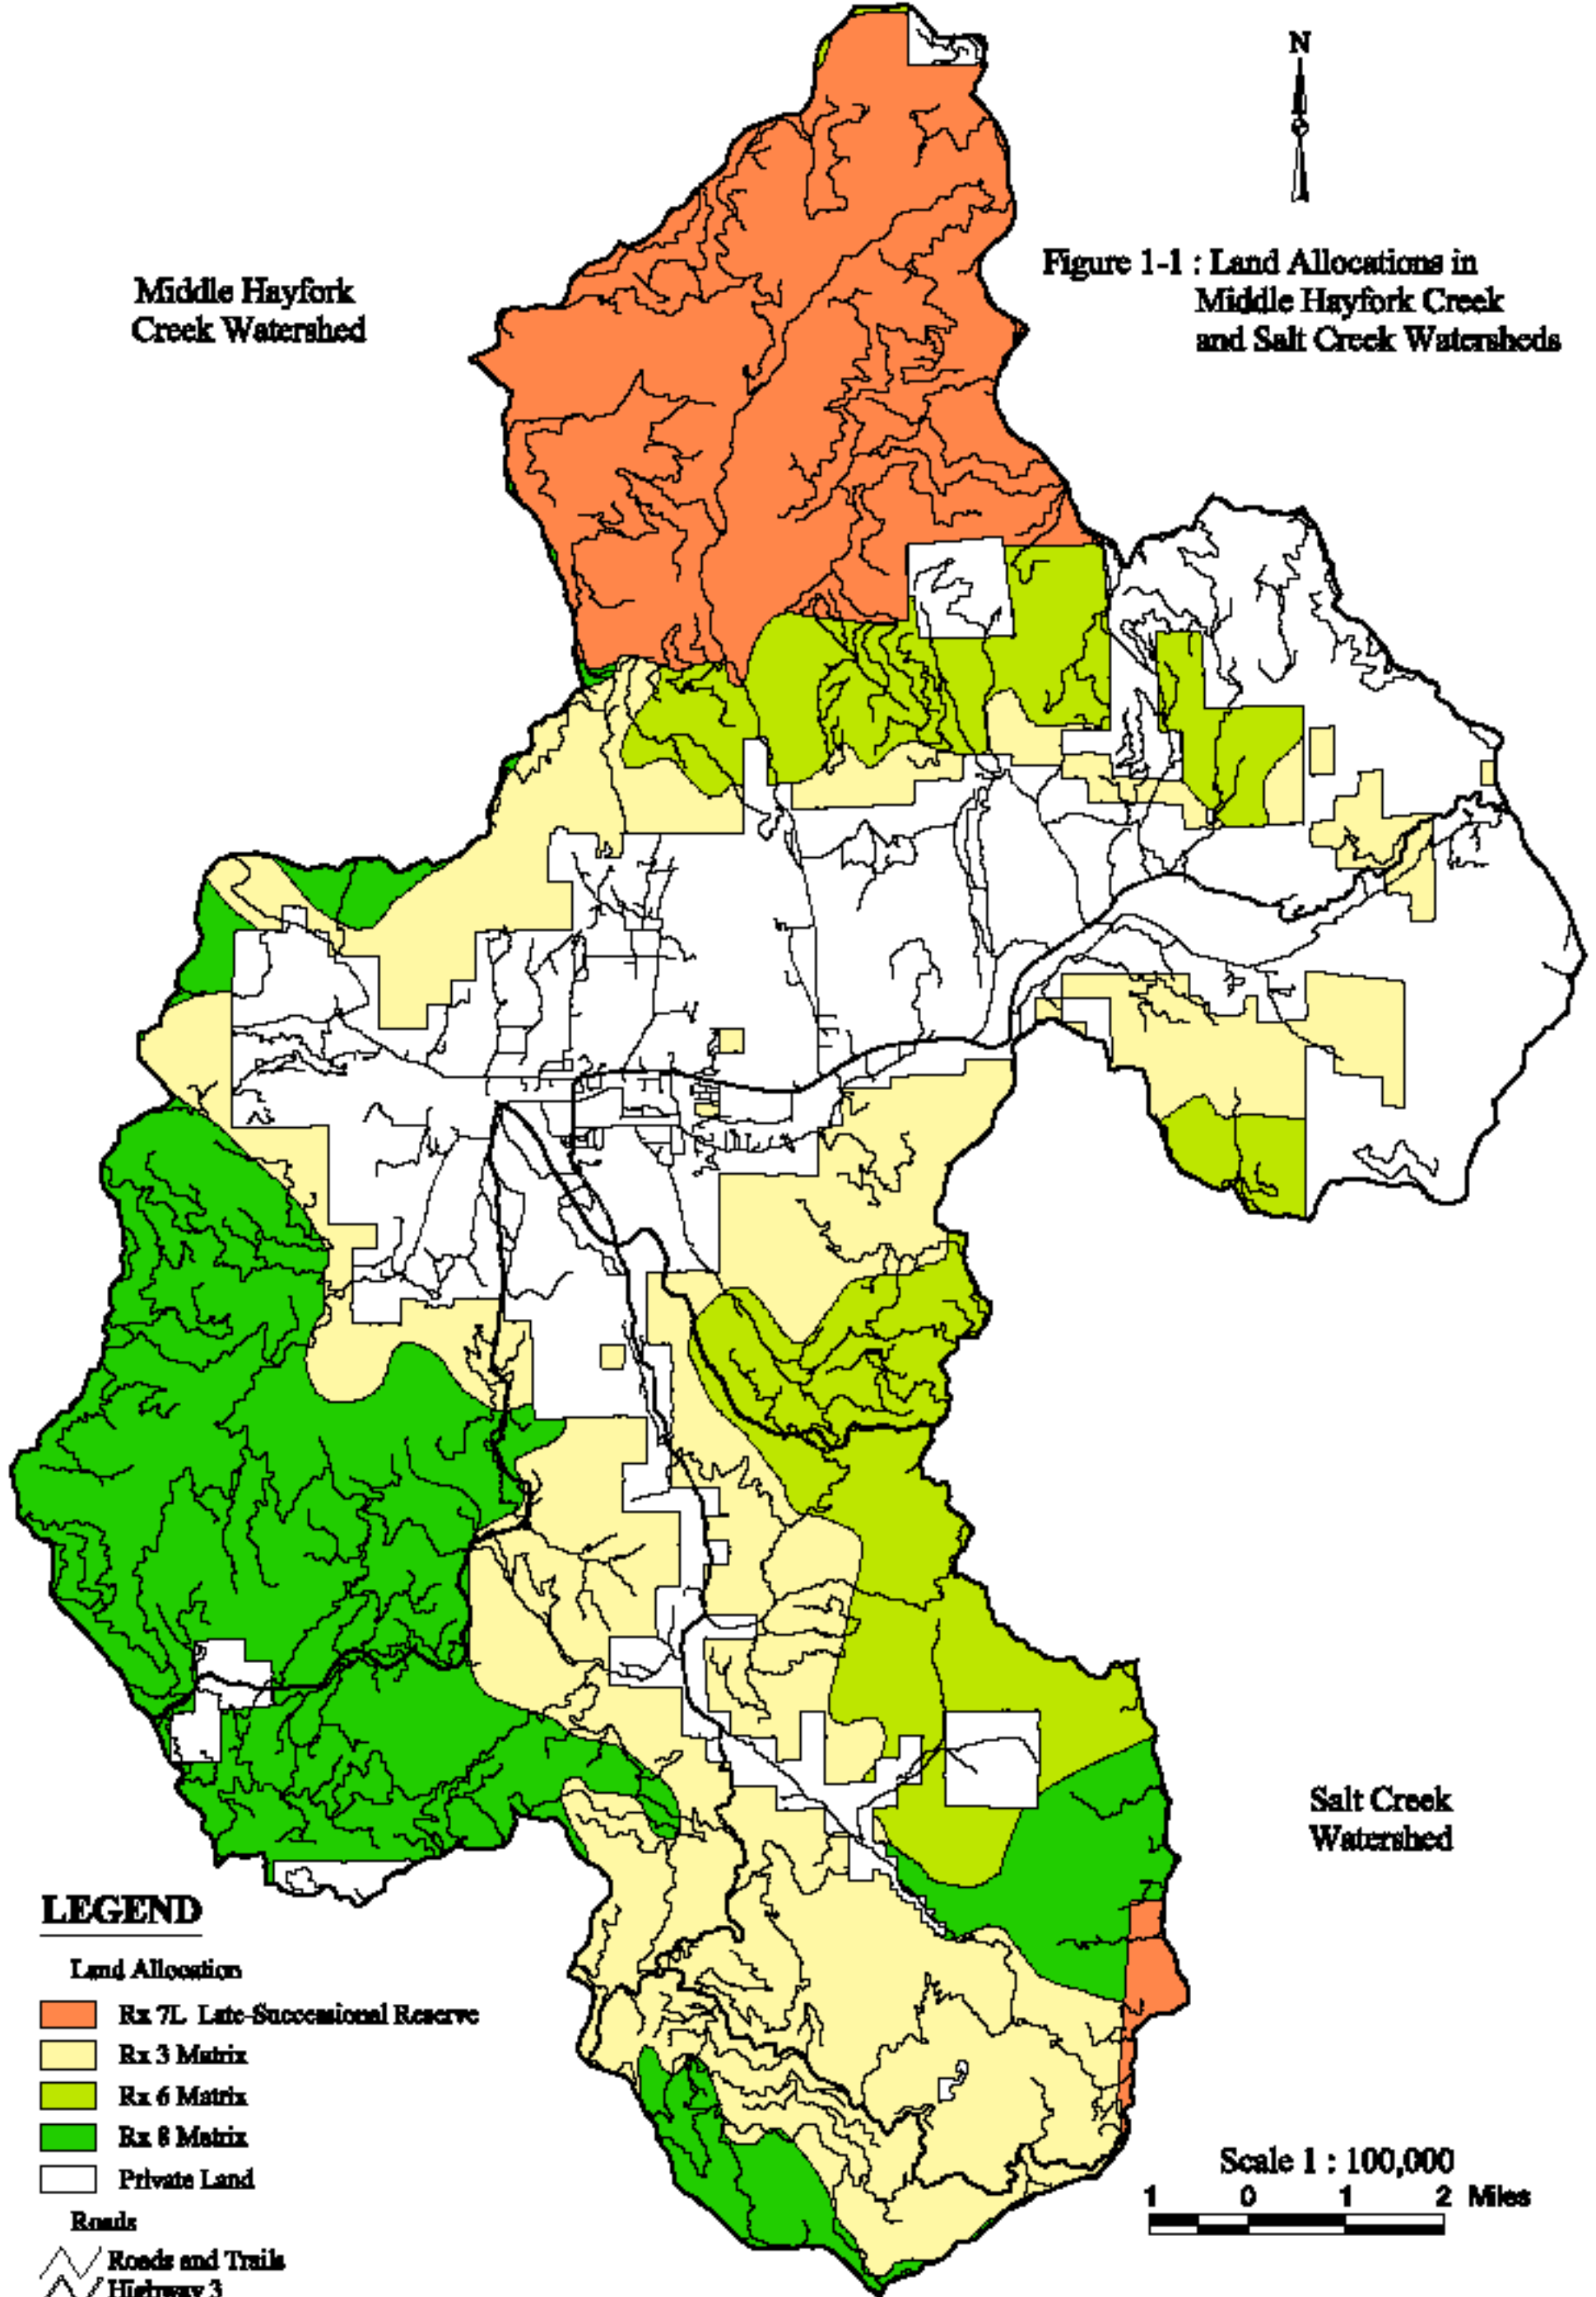 N
Figure 1-1 : Land Allocations in
Middle Hayfork Creek
and Salt Creek Watersheds
Middle Hayfork
Creek Watershed
Salt Creek
Watershed
LEGEND
Land Allocation
Rx 7L Late-Successional Reserve
Rx 3 Matrix
Rx 6 Matrix
Rx 8 Matrix
Private Land
Roads
Roads and Trails
Highway 3
Scale 1 : 100,000
1 0 1 2 Miles